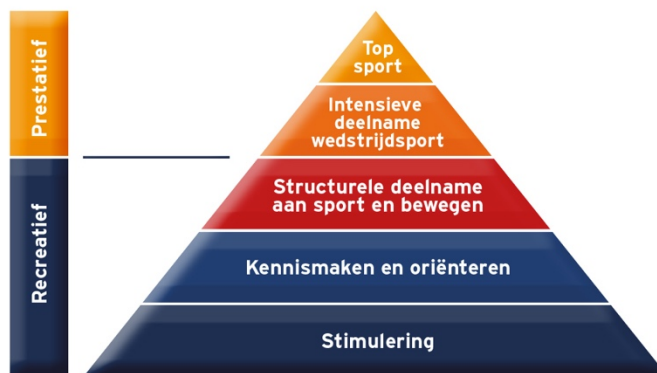 Prestatief
Recreatief
Top
sport
Intensieve
deelname
wedstrijdsport
Structurele deelname
aan sport en bewegen
Kennismaken en oriënteren
Stimulering